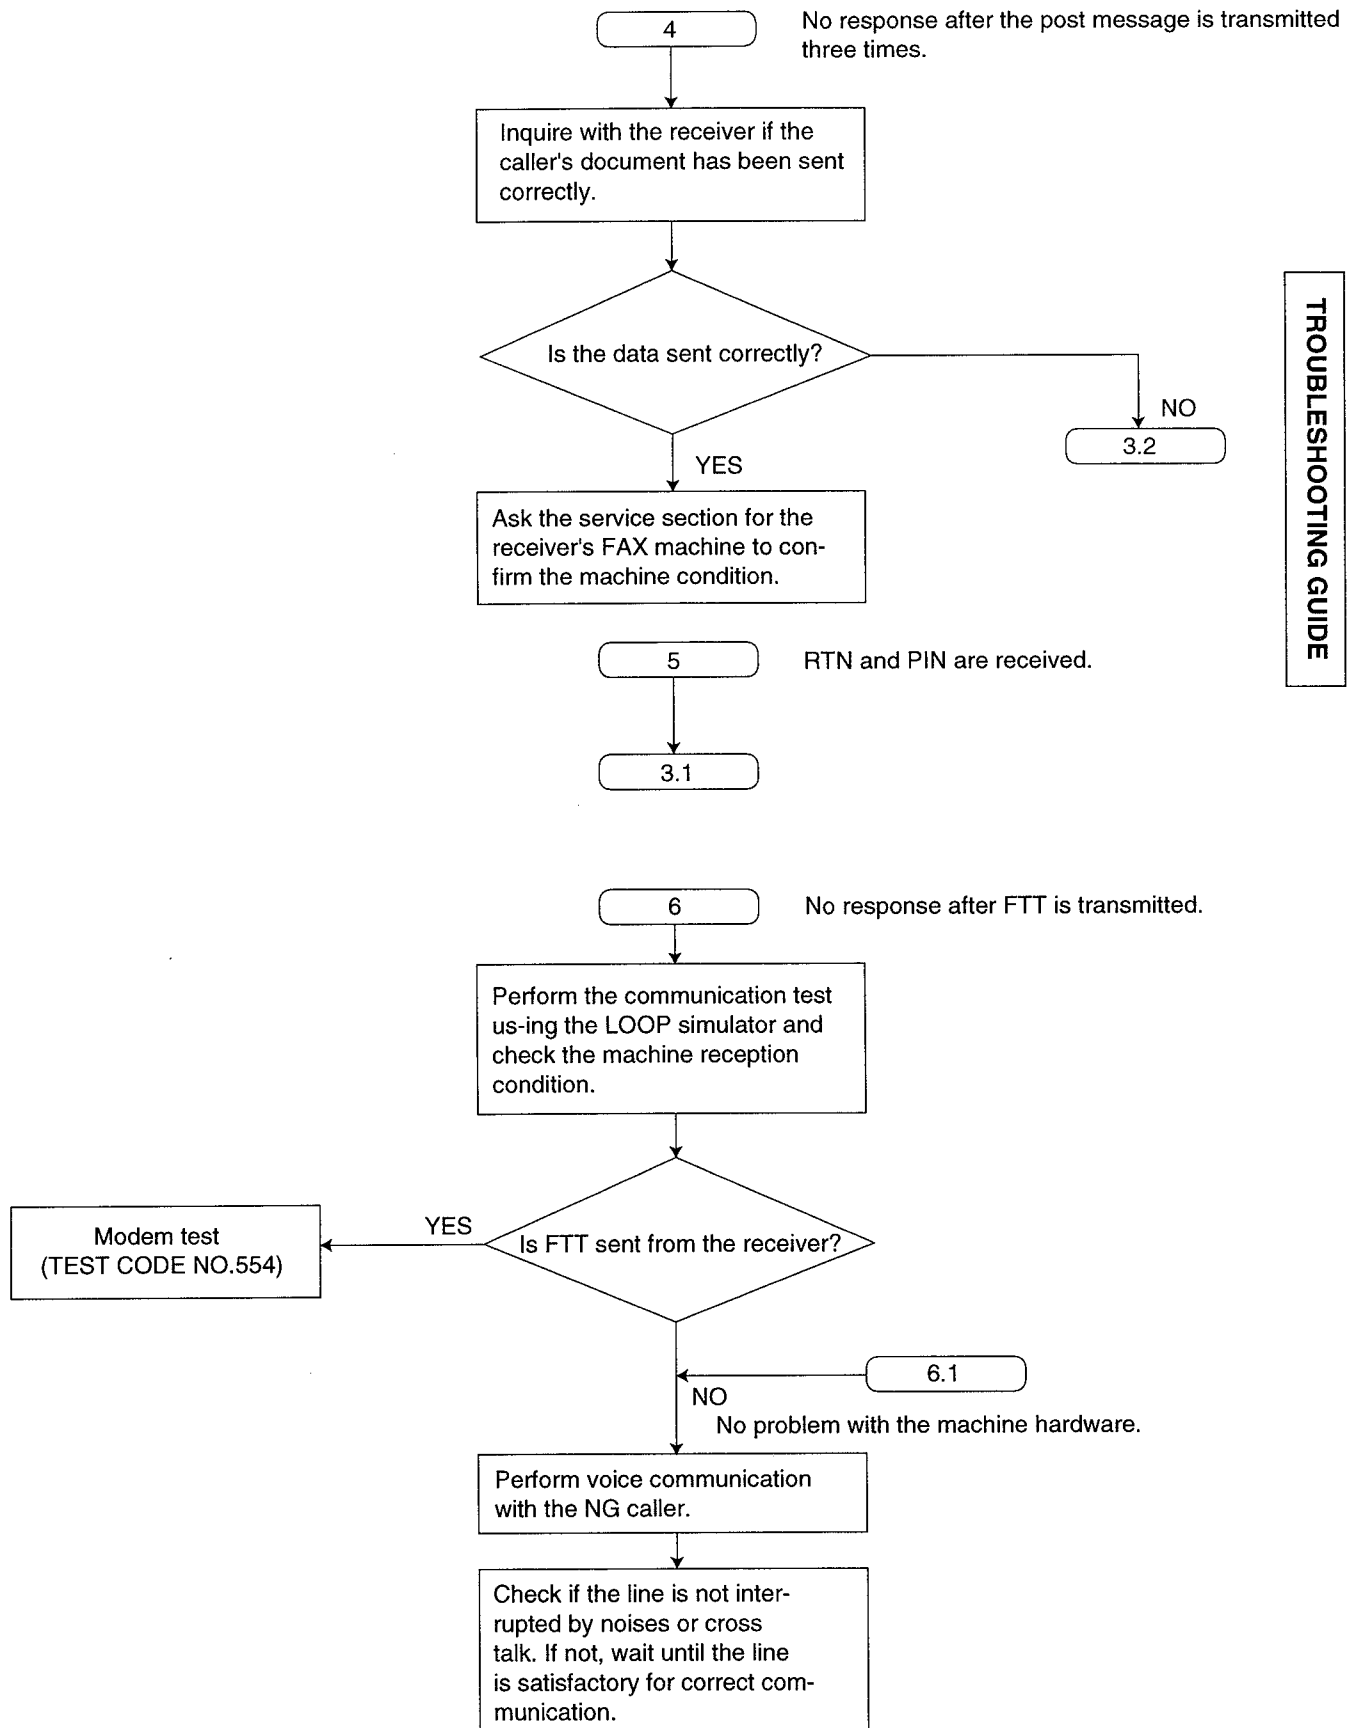 4
No response after the post message is transmitted
three times.
Inquire with the receiver if the
caller's document has been sent
correctly.
Is the data sent correctly?
NO
3.2
YES
Ask the service section for the
receiver's FAX machine to con-
firm the machine condition.
TROUBLESHOOTING GUIDE
5
RTN and PIN are received.
3.1
6
No response after FTT is transmitted.
Perform the communication test
us-ing the LOOP simulator and
check the machine reception
condition.
Is FTT sent from the receiver?
YES
Modem test
(TEST CODE NO.554)
6.1
NO
No problem with the machine hardware.
Perform voice communication
with the NG caller.
Check if the line is not inter-
rupted by noises or cross
talk. If not, wait until the line
is satisfactory for correct com-
munication.